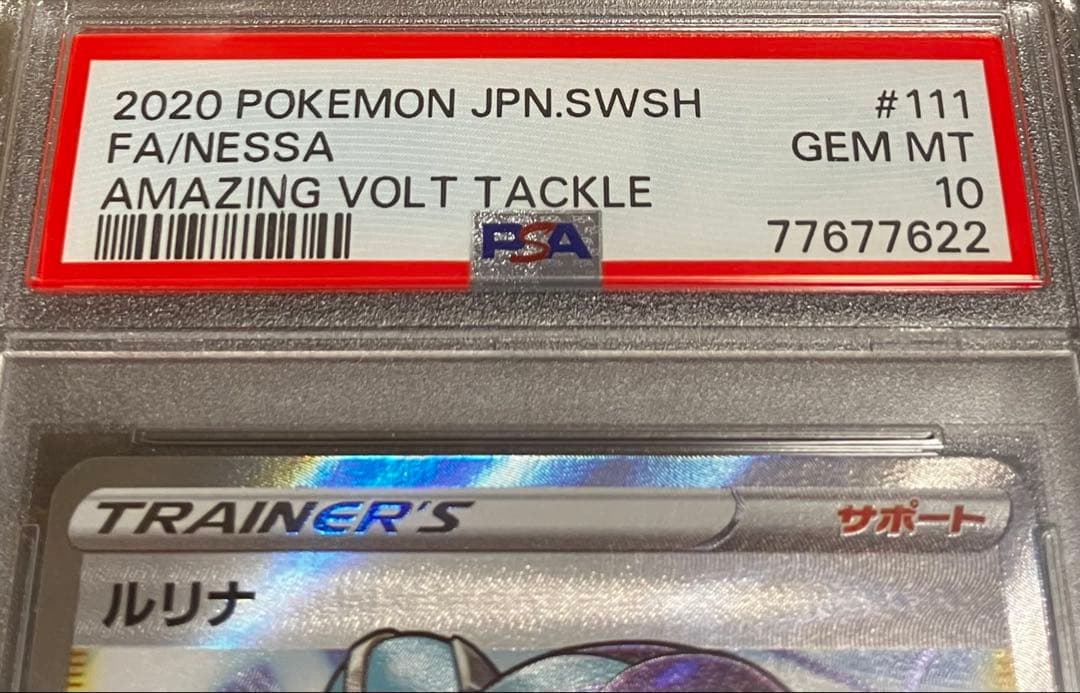 2020 POKEMON JPN.SWSH #111
FA/NESSA GEM MT
AMAZING VOLT TACKLE 10
PSA 77677622
TRAINER'S サポート
ルリナ